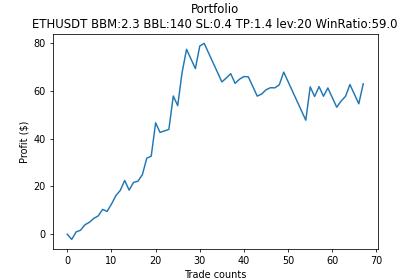 Portfolio
ETHUSDT BBM:2.3 BBL:140 SL:0.4 TP:1.4 lev:20 WinRatio:59.0
80
60
40
20
0
Profit ($)
0 10 20 30 40 50 60 70
Trade counts